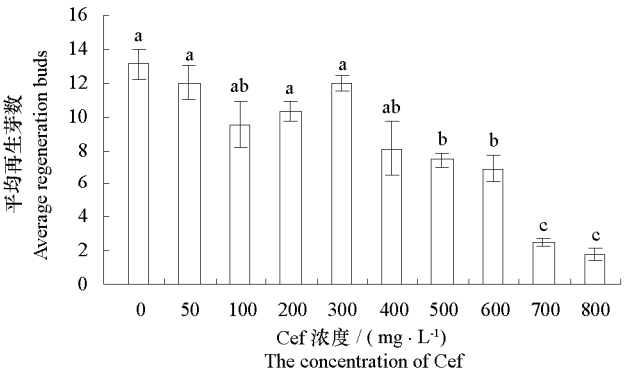 平均再生芽数
Average regeneration buds
16
14
12
10
8
6
4
2
0
a
a
ab
a
a
ab
b
b
c
c
0 50 100 200 300 400 500 600 700 800
Cef 浓度 / ( mg · L-1)
The concentration of Cef